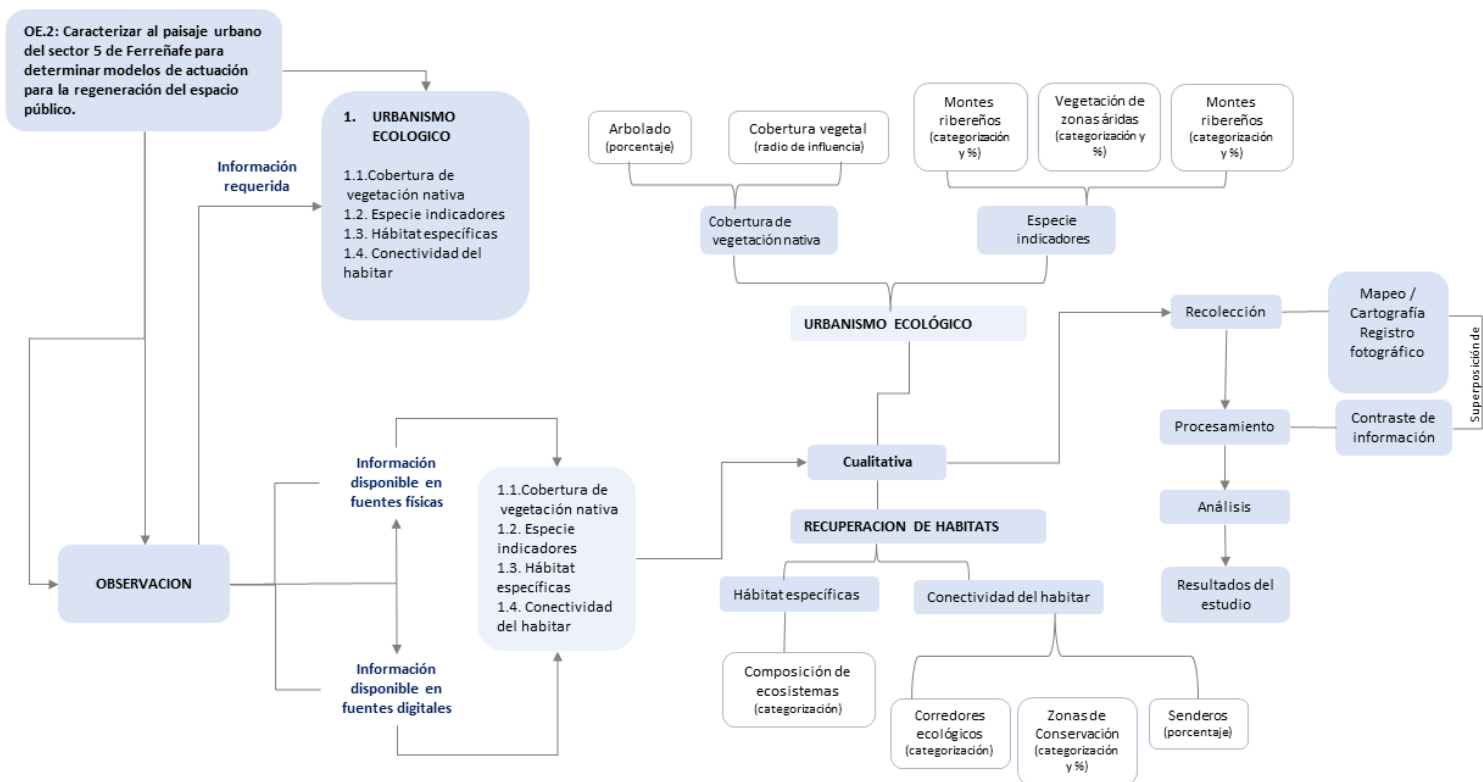 OE.2: Caracterizar al paisaje urbano
del sector 5 de Ferreñafe para
determinar modelos de actuación
para la regeneración del espacio
público.
1. URBANISMO
ECOLOGICO
1.1.Cobertura de
vegetación nativa
1.2. Especie indicadores
1.3. Hábitat específicas
1.4. Conectividad del
habitar
Información
requerida
Arbolado
(porcentaje)
Cobertura vegetal
(radio de influencia)
Montes
ribereños
(categorización
y %)
Vegetación de
zonas áridas
(categorización y
%)
Montes
ribereños
(categorización
y %)
Cobertura de
vegetación nativa
Especie
indicadores
URBANISMO ECOLÓGICO
Recolección
Mapeo /
Cartografía
Registro
fotográfico
Superposición de
Procesamiento
Contraste de
información
Análisis
Resultados del
estudio
Información
disponible en
fuentes físicas
OBSERVACION
Información
disponible en
fuentes digitales
1.1.Cobertura de
vegetación nativa
1.2. Especie
indicadores
1.3. Hábitat
específicas
1.4. Conectividad
del habitar
Cualitativa
RECUPERACION DE HABITATS
Hábitat específicas
Conectividad del habitar
Composición de
ecosistemas
(categorización)
Corredores
ecológicos
(categorización)
Zonas de
Conservación
(categorización
y %)
Senderos
(porcentaje)